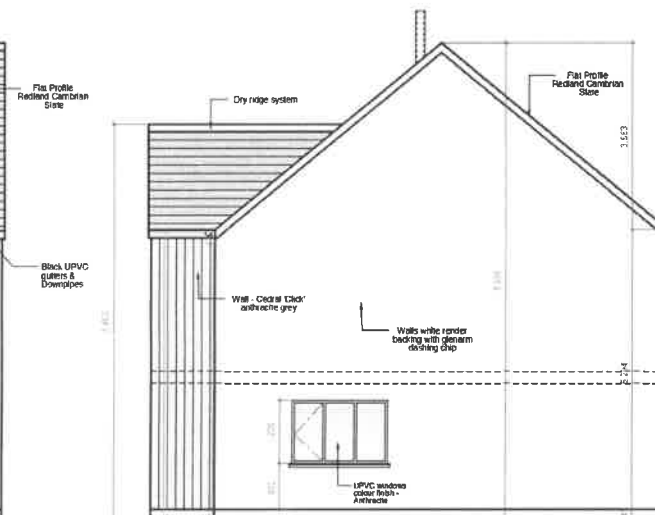 Flat Profile
Redland Cambrian
Slate
Black UPVC
gutters &
Downpipes
Dry ridge system
Flat Profile
Redland Cambrian
Slate
Wall - Cedral 'Click'
anthracite grey
Walls white render
backing with glenarm
dashing chip
UPVC windows
colour finish -
Anthracite